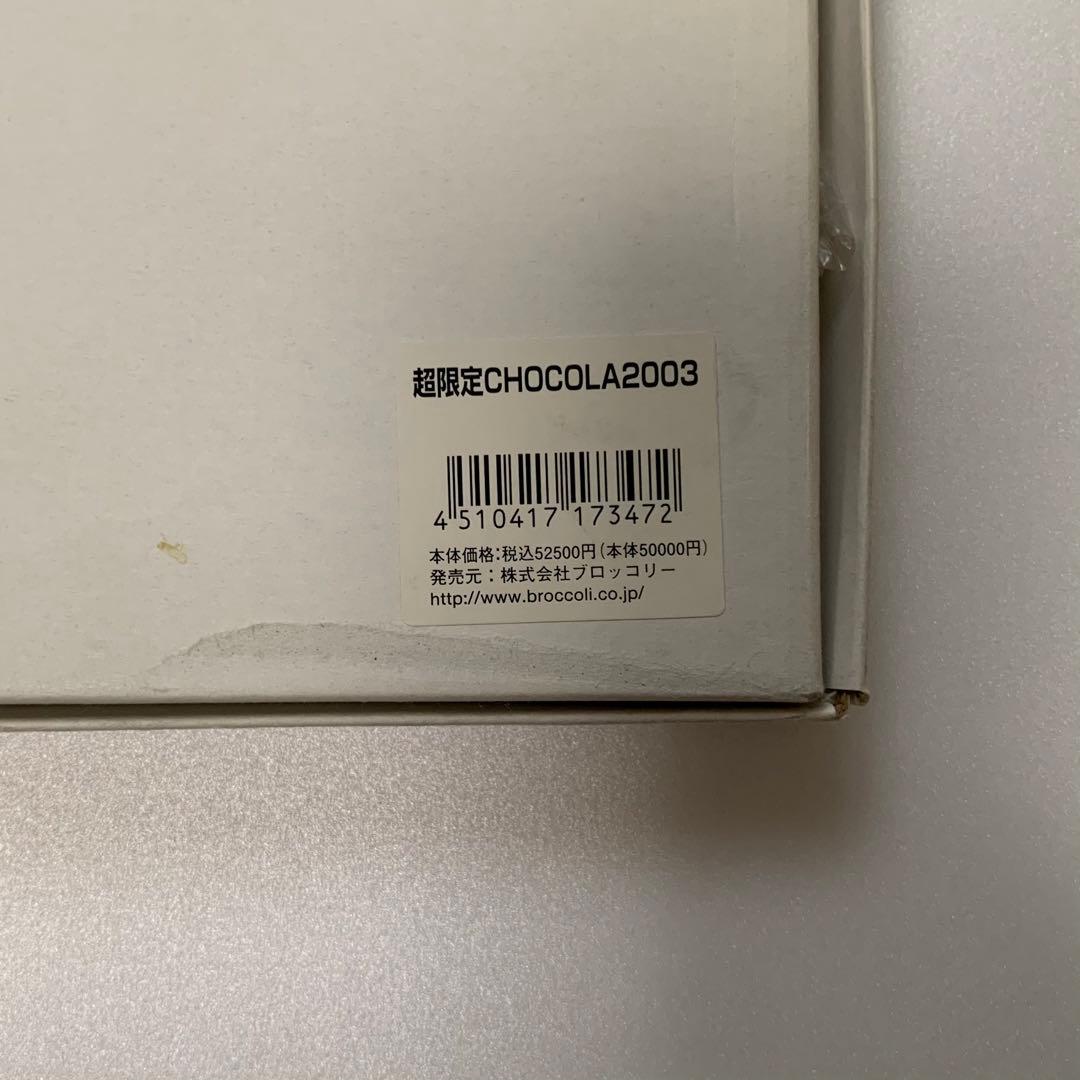 超限定CHOCOLA2003
4 510417 173472
本体価格:税込52500円(本体50000円)
発売元:株式会社ブロッコリー
http://www.broccoli.co.jp/